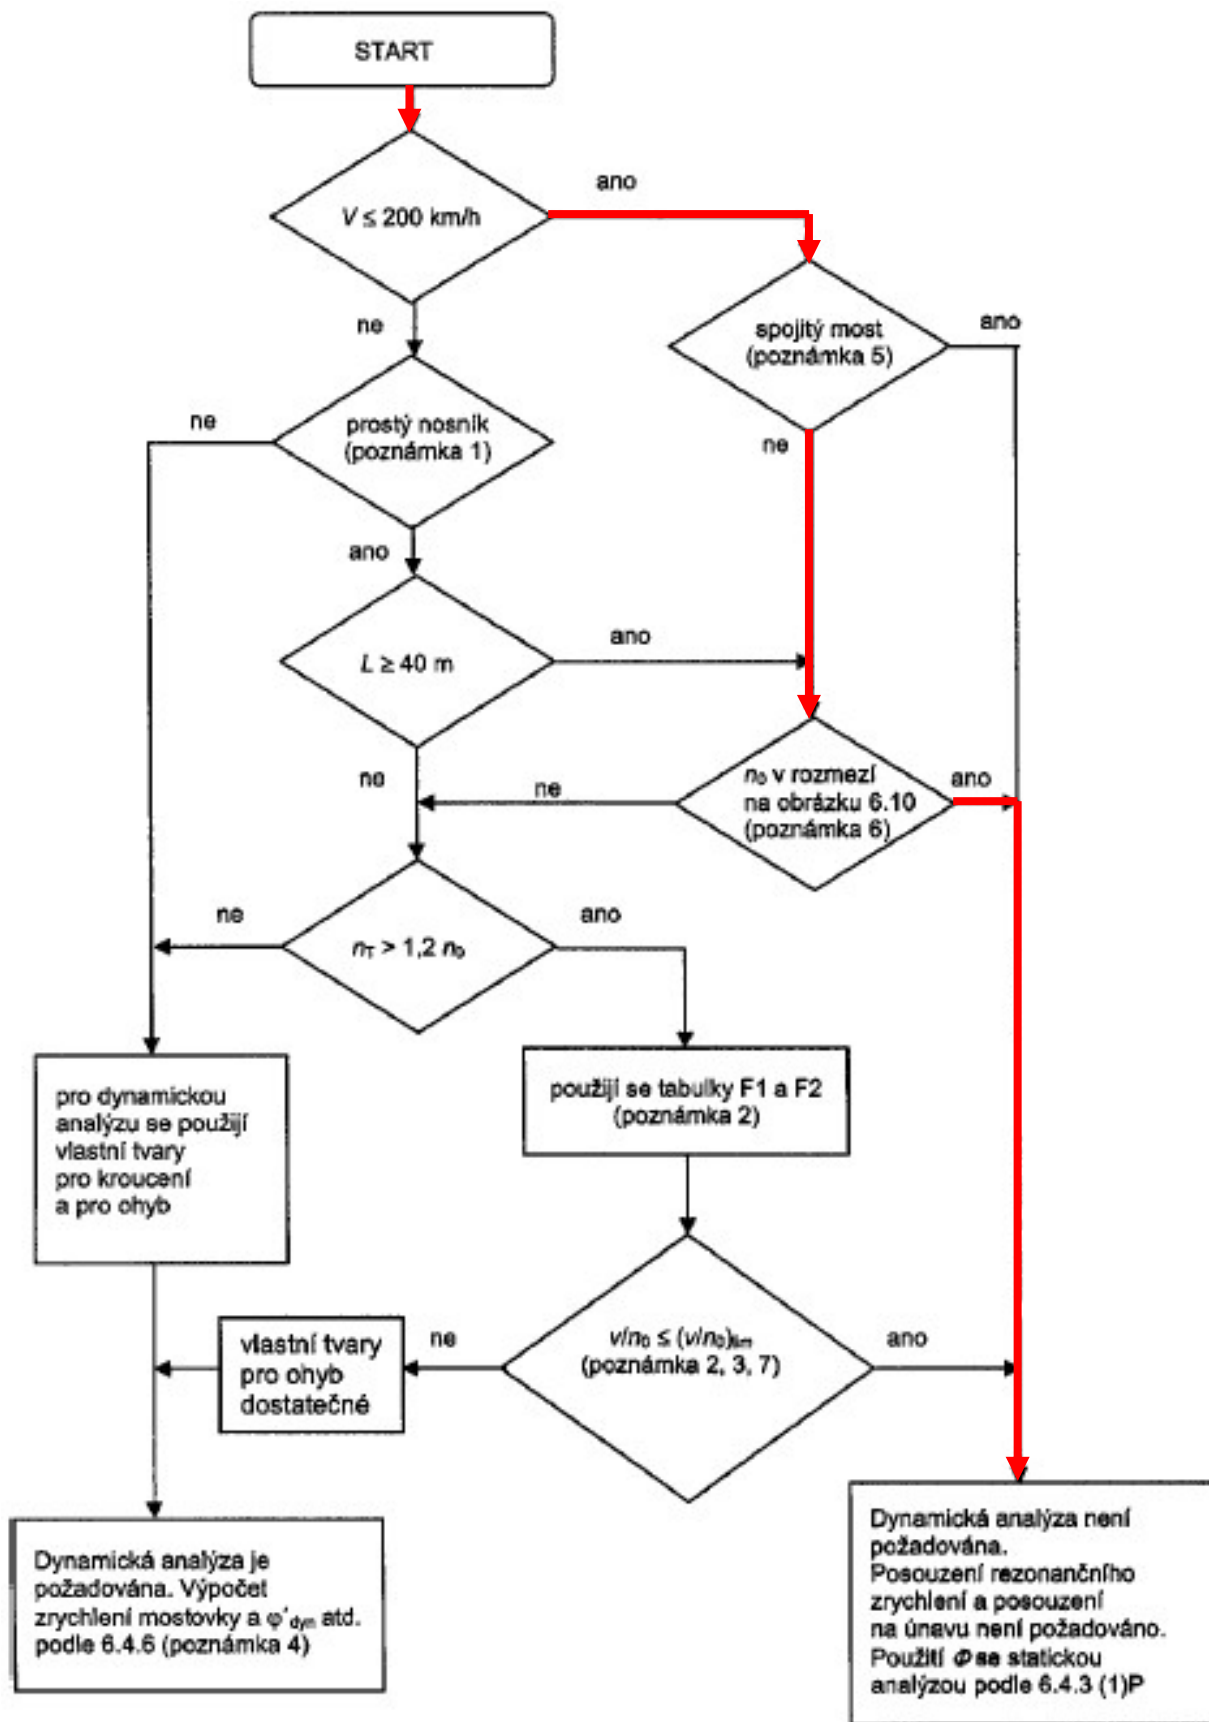 START
V ≤ 200 km/h
ano
ne
spojitý most
(poznámka 5)
ano
ne
prostý nosník
(poznámka 1)
ne
ano
L ≥ 40 m
ano
ne
n₀ v rozmezí
na obrázku 6.10
(poznámka 6)
ano
ne
nT > 1,2 n₀
ne
ano
pro dynamickou
analýzu se použijí
vlastní tvary
pro kroucení
a pro ohyb
použijí se tabulky F1 a F2
(poznámka 2)
v/n₀ ≤ (v/n₀)lim
(poznámka 2, 3, 7)
ne
ano
vlastní tvary
pro ohyb
dostatečné
Dynamická analýza je
požadována. Výpočet
zrychlení mostovky a φ'dyn atd.
podle 6.4.6 (poznámka 4)
Dynamická analýza není
požadována.
Posouzení rezonančního
zrychlení a posouzení
na únavu není požadováno.
Použití Φ se statickou
analýzou podle 6.4.3 (1)P